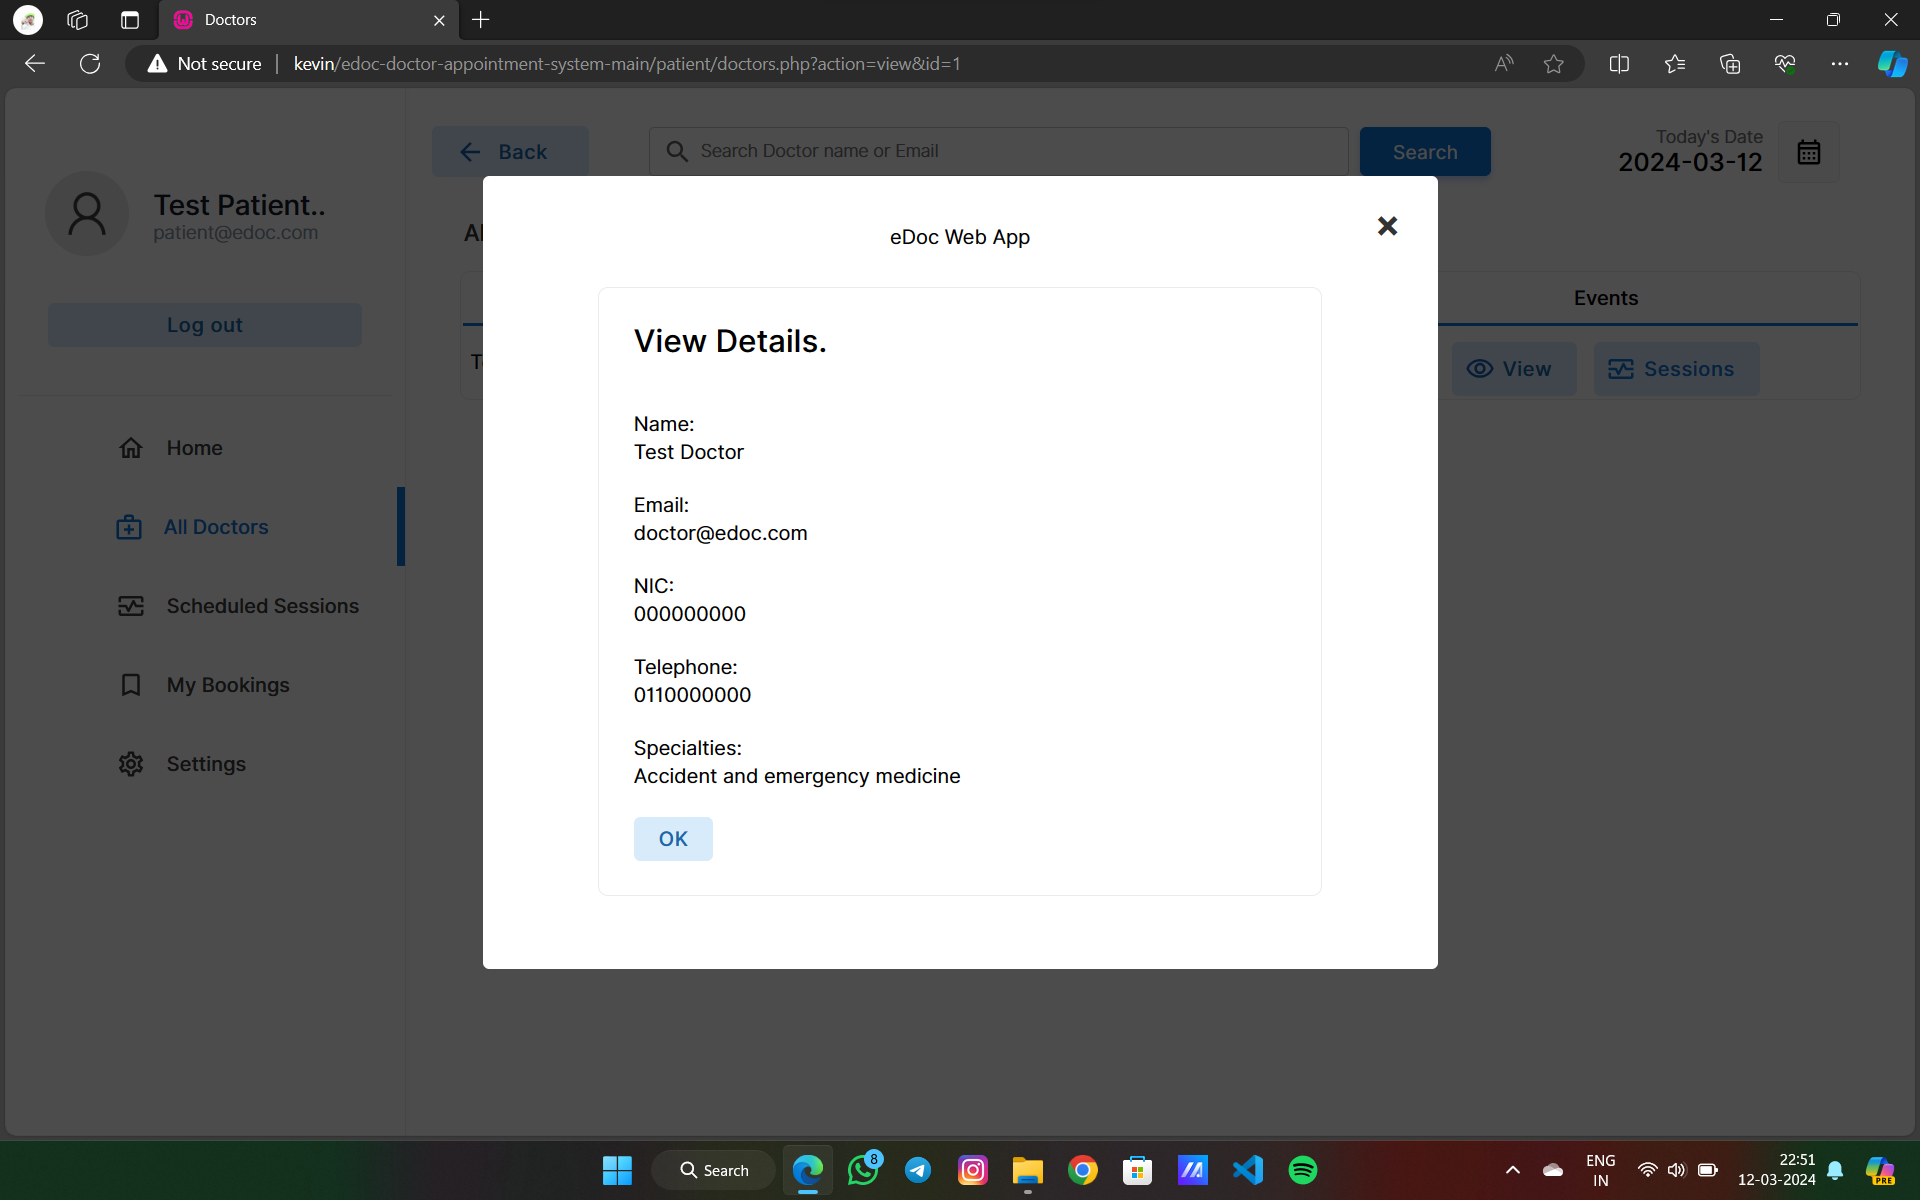 Doctors
Not secure
kevin/edoc-doctor-appointment-system-main/patient/doctors.php?action=view&id=1
Back
Search Doctor name or Email
Search
Today's Date
2024-03-12
Test Patient..
patient@edoc.com
Log out
Home
All Doctors
Scheduled Sessions
My Bookings
Settings
Events
View
Sessions
eDoc Web App
View Details.
Name:
Test Doctor
Email:
doctor@edoc.com
NIC:
000000000
Telephone:
0110000000
Specialties:
Accident and emergency medicine
OK
Search
8
ENG
IN
22:51
12-03-2024
PRE